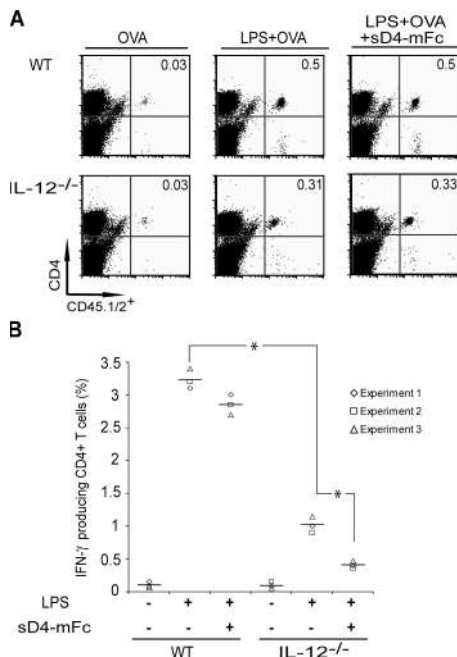 A
OVA
LPS+OVA
LPS+OVA
+sD4-mFc
WT
0.03
0.5
0.5
IL-12-/-
0.03
0.31
0.33
CD4
CD45.1/2+
B
IFN-γ producing CD4+ T cells (%)
3.5
3
2.5
2
1.5
1
0.5
0
*
*
Experiment 1
Experiment 2
Experiment 3
LPS - + + - + +
sD4-mFc - - + - - +
WT IL-12-/-